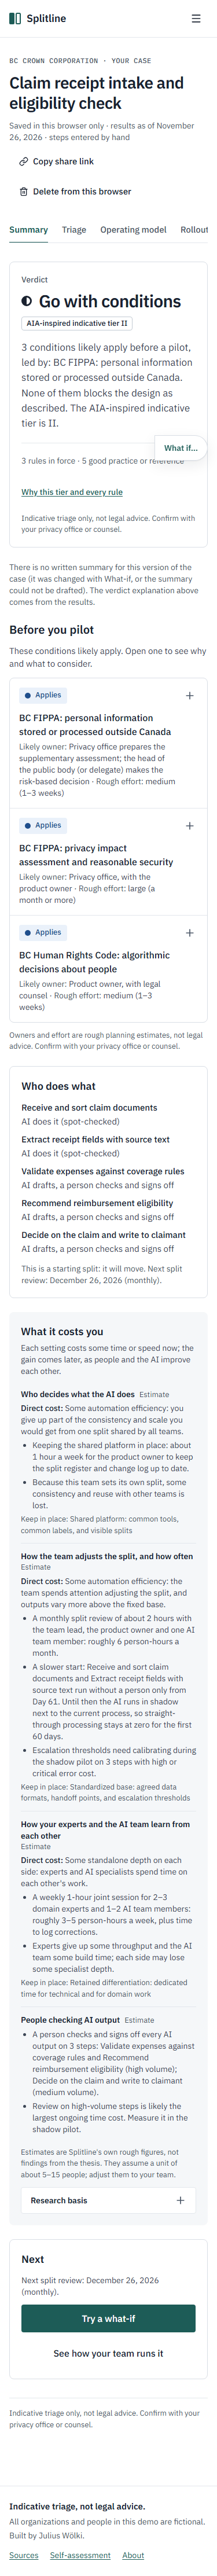 Splitline
BC CROWN CORPORATION · YOUR CASE
Claim receipt intake and
eligibility check
Saved in this browser only · results as of November
26, 2026 · steps entered by hand
Copy share link
Delete from this browser
Summary Triage Operating model Rollout
Verdict
Go with conditions
AIA-inspired indicative tier II
3 conditions likely apply before a pilot,
led by: BC FIPPA: personal information
stored or processed outside Canada.
None of them blocks the design as
described. The AIA-inspired indicative
tier is II.
What if...
3 rules in force · 5 good practice or reference
Why this tier and every rule
Indicative triage only, not legal advice. Confirm with
your privacy office or counsel.
There is no written summary for this version of the
case (it was changed with What-if, or the summary
could not be drafted). The verdict explanation above
comes from the results.
Before you pilot
These conditions likely apply. Open one to see why
and what to consider.
Applies
BC FIPPA: personal information
stored or processed outside Canada
Likely owner: Privacy office prepares the
supplementary assessment; the head of
the public body (or delegate) makes the
risk-based decision · Rough effort: medium
(1–3 weeks)
Applies
BC FIPPA: privacy impact
assessment and reasonable security
Likely owner: Privacy office, with the
product owner · Rough effort: large (a
month or more)
Applies
BC Human Rights Code: algorithmic
decisions about people
Likely owner: Product owner, with legal
counsel · Rough effort: medium (1–3
weeks)
Owners and effort are rough planning estimates, not legal
advice. Confirm with your privacy office or counsel.
Who does what
Receive and sort claim documents
AI does it (spot-checked)
Extract receipt fields with source text
AI does it (spot-checked)
Validate expenses against coverage rules
AI drafts, a person checks and signs off
Recommend reimbursement eligibility
AI drafts, a person checks and signs off
Decide on the claim and write to claimant
AI drafts, a person checks and signs off
This is a starting split: it will move. Next split
review: December 26, 2026 (monthly).
What it costs you
Each setting costs some time or speed now; the
gain comes later, as people and the AI improve
each other.
Who decides what the AI does Estimate
Direct cost: Some automation efficiency: you
give up part of the consistency and scale you
would get from one split shared by all teams.
• Keeping the shared platform in place: about
1 hour a week for the product owner to keep
the split register and change log up to date.
• Because this team sets its own split, some
consistency and reuse with other teams is
lost.
Keep in place: Shared platform: common tools,
common labels, and visible splits
How the team adjusts the split, and how often
Estimate
Direct cost: Some automation efficiency: the
team spends attention adjusting the split, and
outputs vary more above the fixed base.
• A monthly split review of about 2 hours with
the team lead, the product owner and one AI
team member: roughly 6 person-hours a
month.
• A slower start: Receive and sort claim
documents and Extract receipt fields with
source text run without a person only from
Day 61. Until then the AI runs in shadow
next to the current process, so straight-
through processing stays at zero for the first
60 days.
• Escalation thresholds need calibrating during
the shadow pilot on 3 steps with high or
critical error cost.
Keep in place: Standardized base: agreed data
formats, handoff points, and escalation thresholds
How your experts and the AI team learn from
each other
Estimate
Direct cost: Some standalone depth on each
side: experts and AI specialists spend time on
each other's work.
• A weekly 1-hour joint session for 2–3
domain experts and 1–2 AI team members:
roughly 3–5 person-hours a week, plus time
to log corrections.
• Experts give up some throughput and the AI
team some build time; each side may lose
some specialist depth.
Keep in place: Retained differentiation: dedicated
time for technical and for domain work
People checking AI output Estimate
• A person checks and signs off every AI
output on 3 steps: Validate expenses against
coverage rules and Recommend
reimbursement eligibility (high volume);
Decide on the claim and write to claimant
(medium volume).
• Review on high-volume steps is likely the
largest ongoing time cost. Measure it in the
shadow pilot.
Estimates are Splitline's own rough figures, not
findings from the thesis. They assume a unit of
about 5–15 people; adjust them to your team.
Research basis
Next
Next split review: December 26, 2026
(monthly).
Try a what-if
See how your team runs it
Indicative triage only, not legal advice. Confirm with your
privacy office or counsel.
Indicative triage, not legal advice.
All organizations and people in this demo are fictional.
Built by Julius Wölki.
Sources Self-assessment About